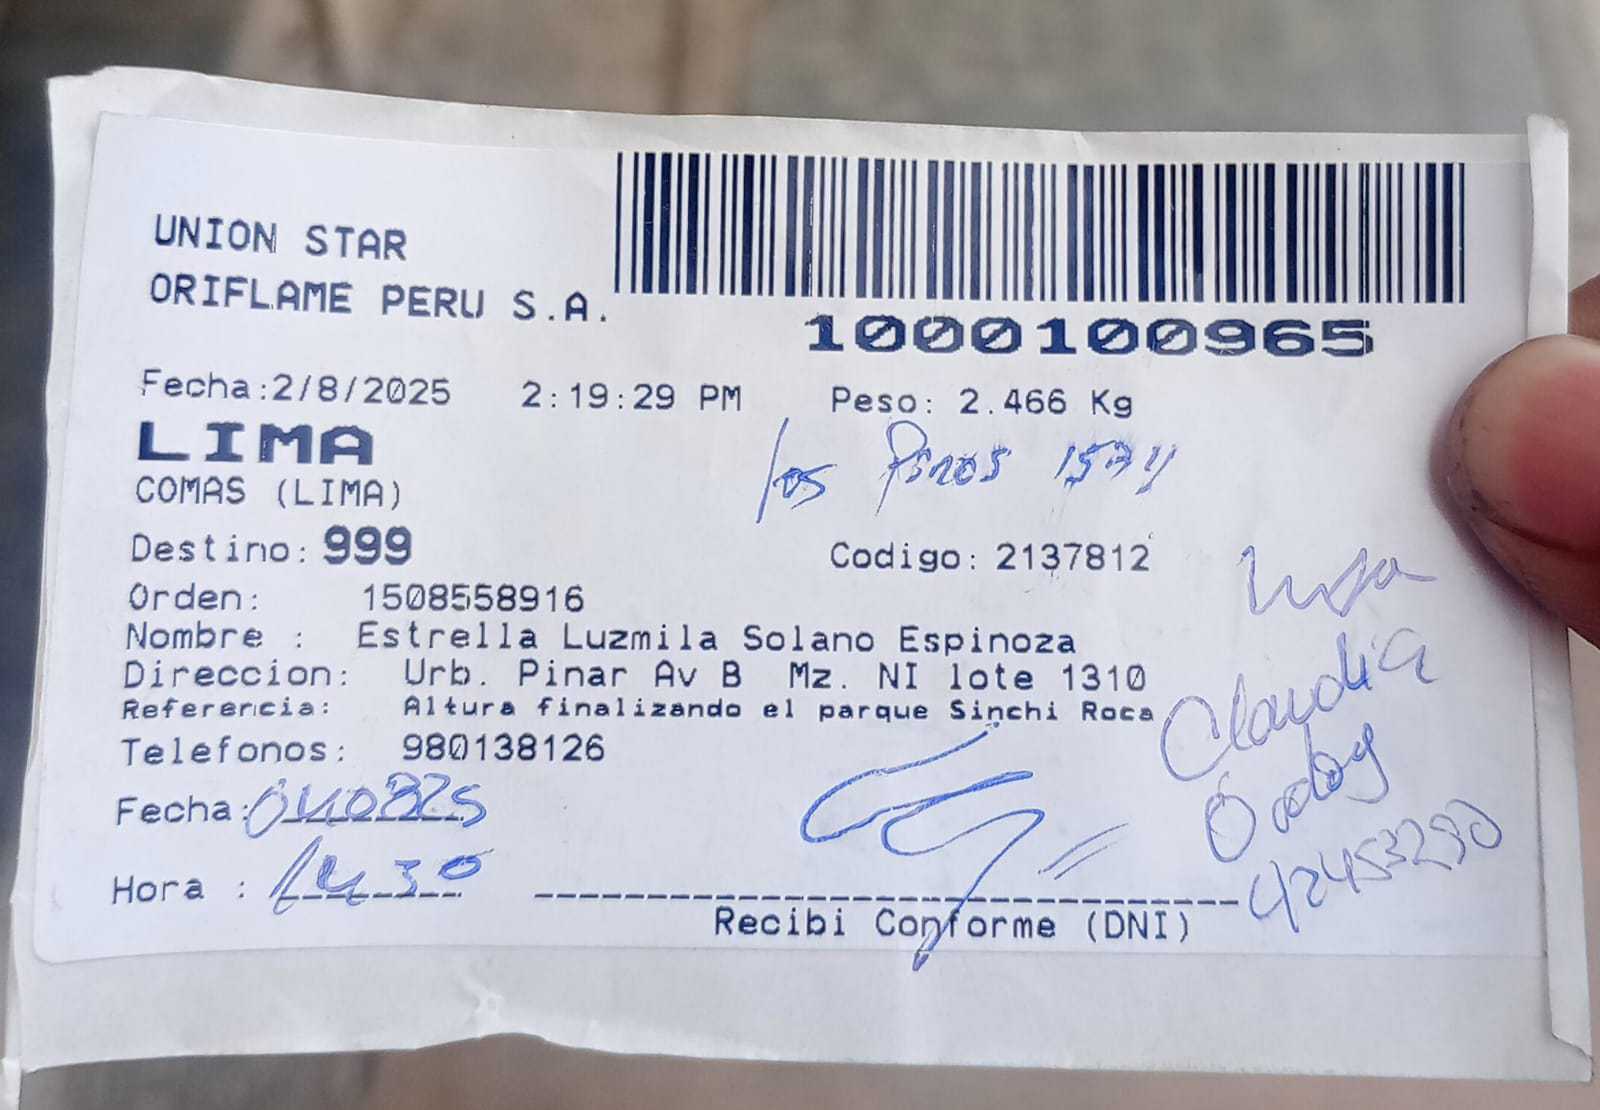 UNION STAR
ORIFLAME PERU S.A.
1000100965
Fecha:2/8/2025 2:19:29 PM Peso: 2.466 Kg
LIMA
COMAS (LIMA)
los Pinos
Destino: 999 Codigo: 2137812
Orden: 1508558916
Nombre : Estrella Luzmila Solano Espinoza
Direccion: Urb. Pinar Av B Mz. NI lote 1310
Referencia: Altura finalizando el parque Sinchi Roca
Telefonos: 980138126
Claudia
Fecha:
Hora :
Recibi Conforme (DNI)